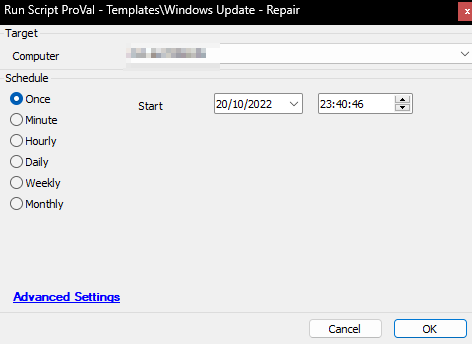 Run Script ProVal - Templates\Windows Update - Repair
x
Target
Computer
Schedule
Once
Start
20/10/2022
23:40:46
Minute
Hourly
Daily
Weekly
Monthly
Advanced Settings
Cancel
OK